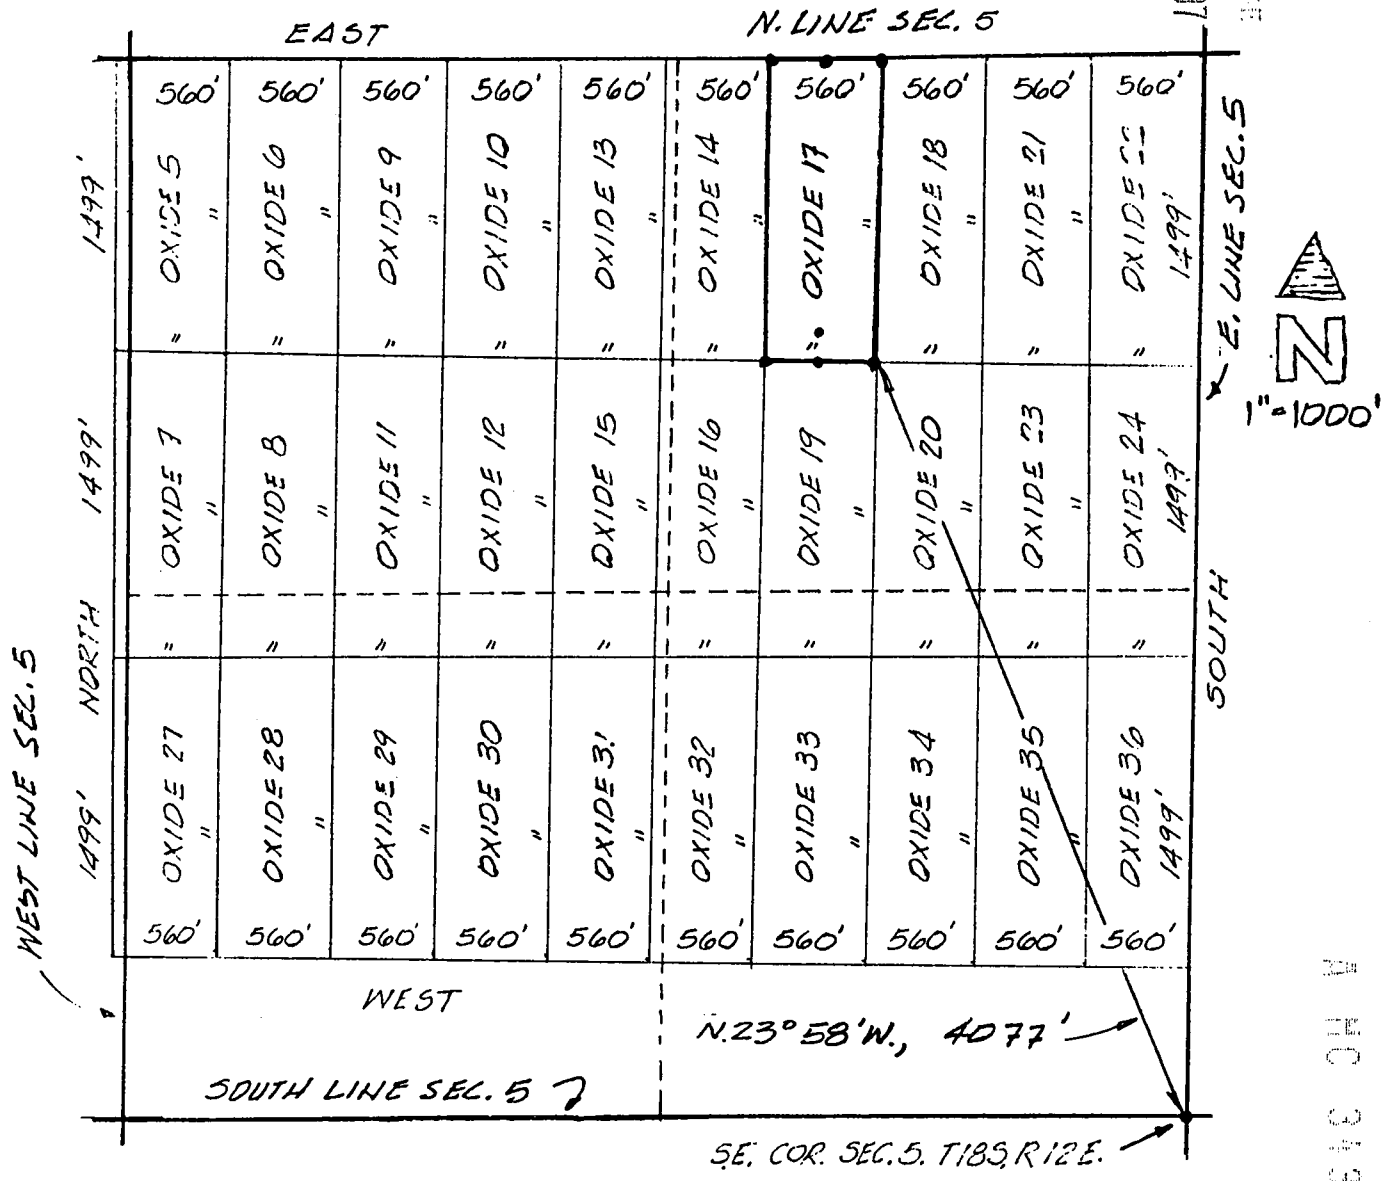 EAST
N. LINE SEC. 5
560' 560' 560' 560' 560' 560' 560' 560' 560' 560'
1499'
OXIDE 5 "
OXIDE 6 "
OXIDE 9 "
OXIDE 10 "
OXIDE 13 "
OXIDE 14 "
OXIDE 17 "
OXIDE 18 "
OXIDE 21 "
OXIDE
1499'
E. LINE SEC. 5
N
1"=1000'
" " " " " " " " " "
1499'
OXIDE 7 "
OXIDE 8 "
OXIDE 11 "
OXIDE 12 "
OXIDE 15 "
OXIDE 16 "
OXIDE 19 "
OXIDE 20 "
OXIDE 23 "
OXIDE 24
1499'
NORTH
SOUTH
" " " " " " " " " "
WEST LINE SEC. 5
1499'
OXIDE 27 "
OXIDE 28 "
OXIDE 29 "
OXIDE 30 "
OXIDE 31 "
OXIDE 32 "
OXIDE 33 "
OXIDE 34 "
OXIDE 35 "
OXIDE 36
1499'
560' 560' 560' 560' 560' 560' 560' 560' 560' 560'
WEST
N. 23° 58' W., 4077'
SOUTH LINE SEC. 5
S.E. COR. SEC. 5. T18S, R12E.